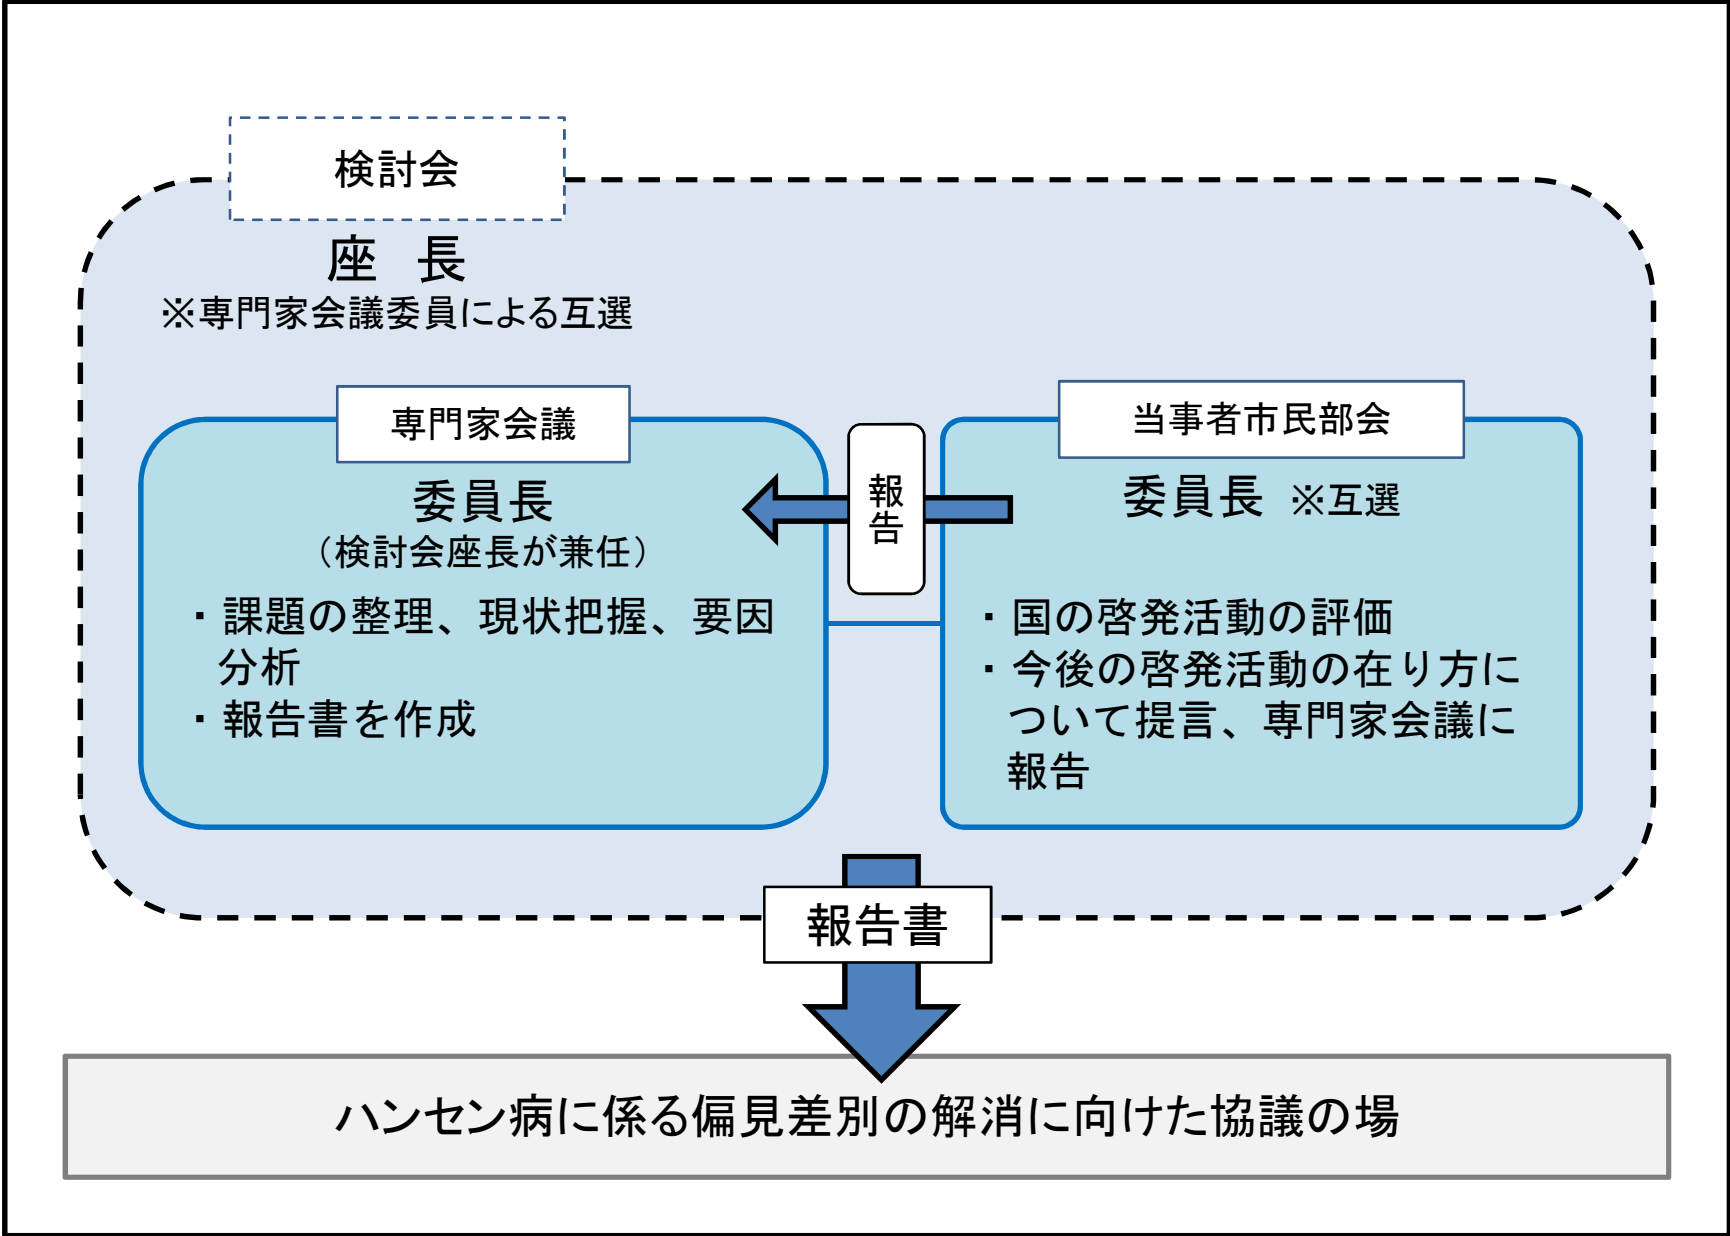 検討会
座　長
※専門家会議委員による互選
専門家会議
委員長
（検討会座長が兼任）
・課題の整理、現状把握、要因
分析
・報告書を作成
報告
当事者市民部会
委員長　※互選
・国の啓発活動の評価
・今後の啓発活動の在り方に
ついて提言、専門家会議に
報告
報告書
ハンセン病に係る偏見差別の解消に向けた協議の場